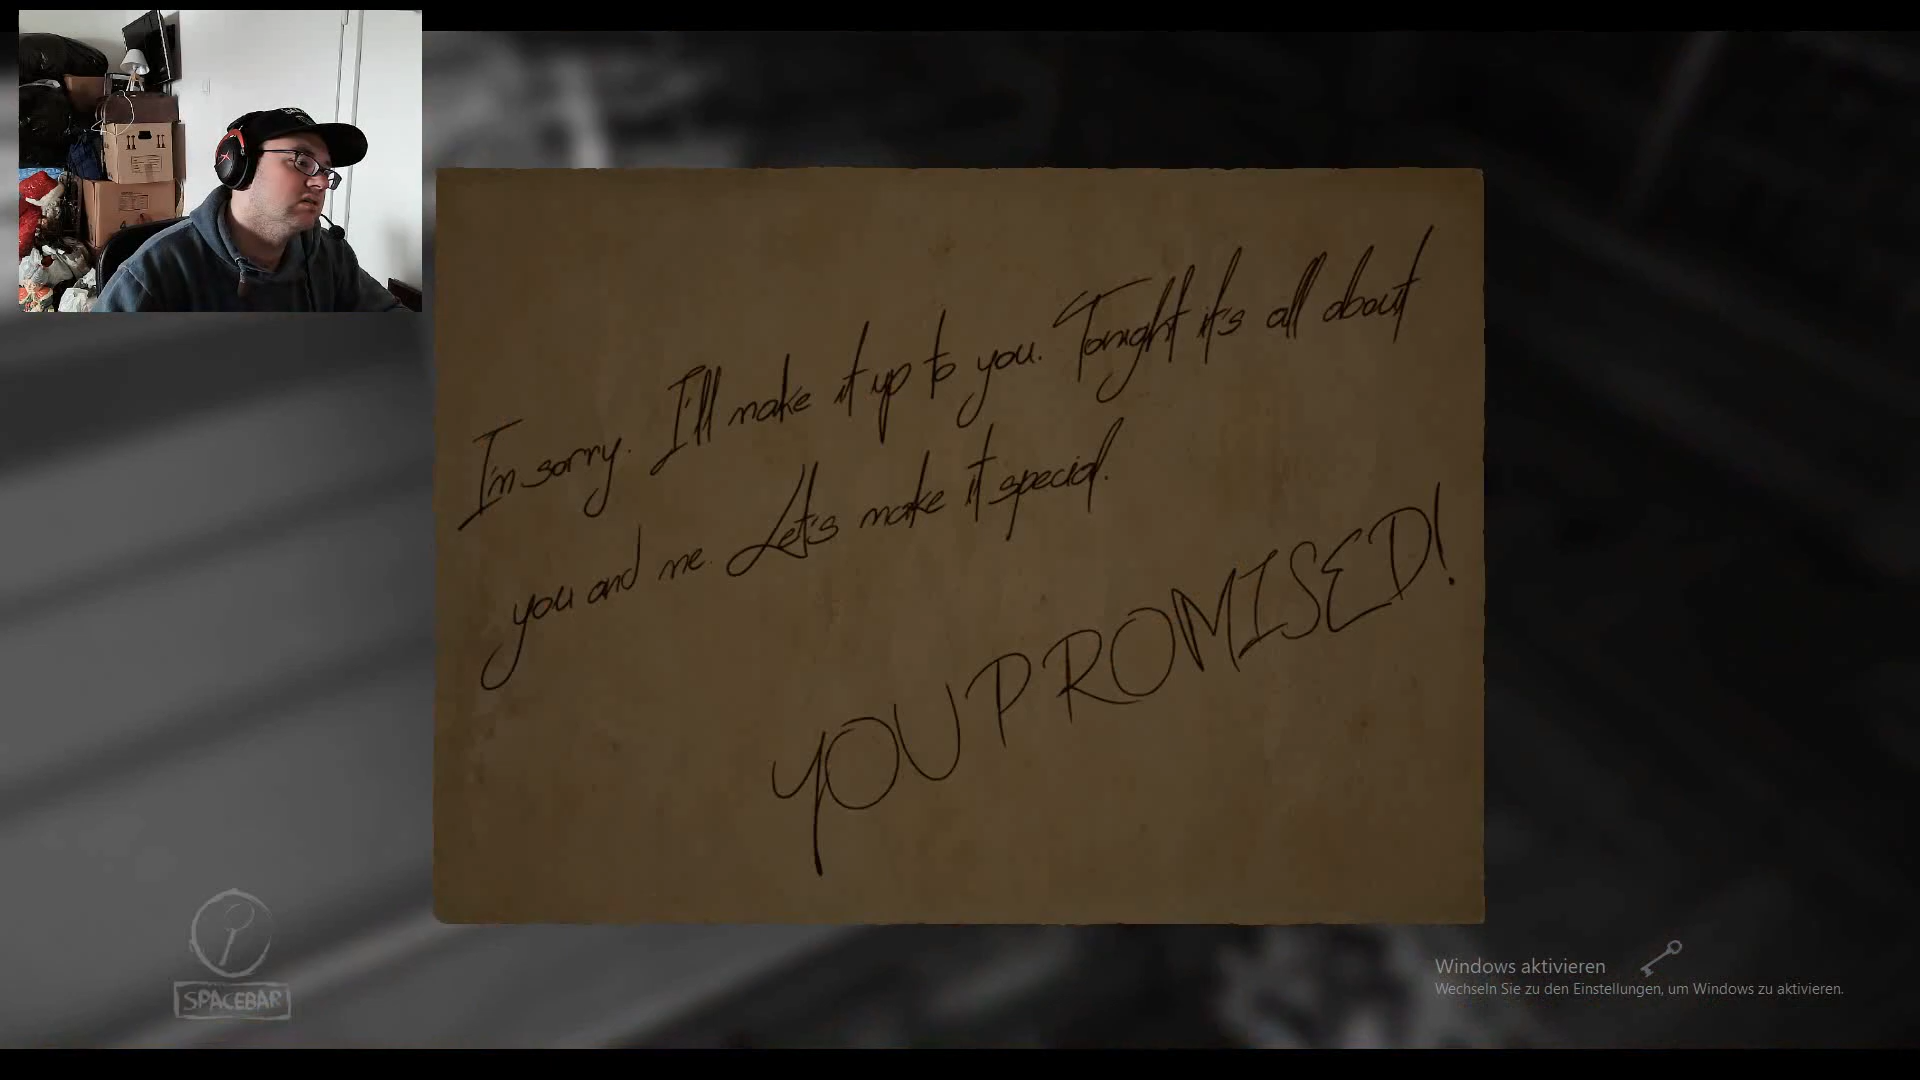 I'm sorry. I'll make it up to you. Tonight it's all about
you and me. Let's make it special.
YOU PROMISED!
SPACEBAR
Windows aktivieren
Wechseln Sie zu den Einstellungen, um Windows zu aktivieren.